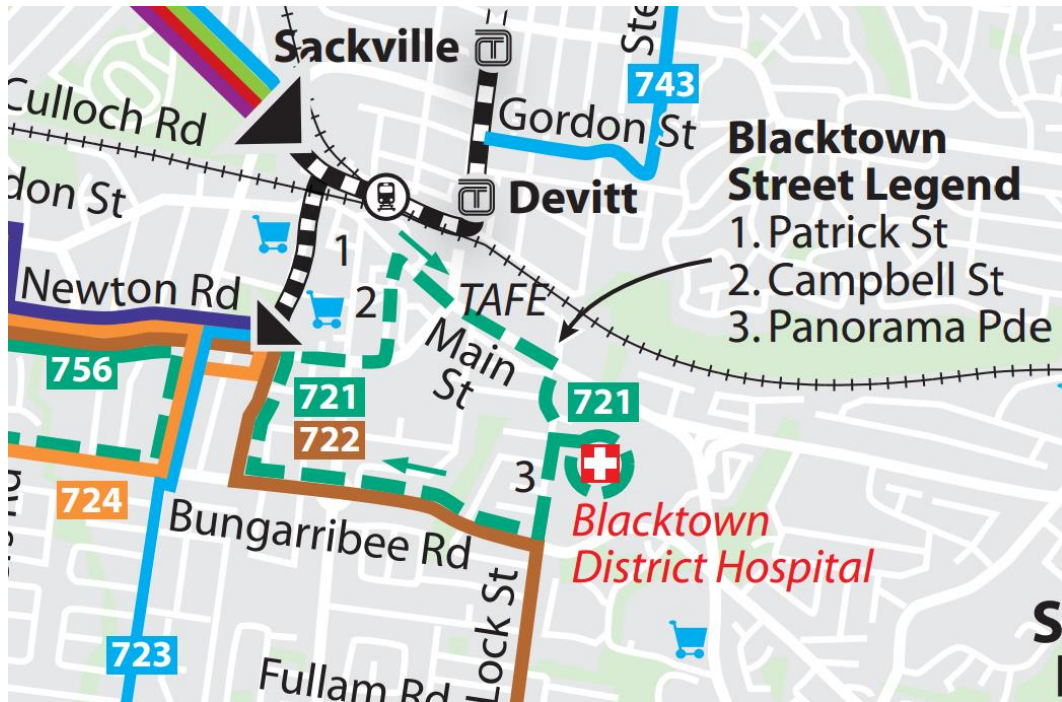 Sackville
Ste
743
Culloch Rd
Gordon St
Blacktown
Street Legend
1. Patrick St
2. Campbell St
3. Panorama Pde
don St
Devitt
1
Newton Rd
2
TAFE
Main
St
756
721
722
721
3
724
Bungarribee Rd
Blacktown
District Hospital
Lock St
723
Fullam Rd
S